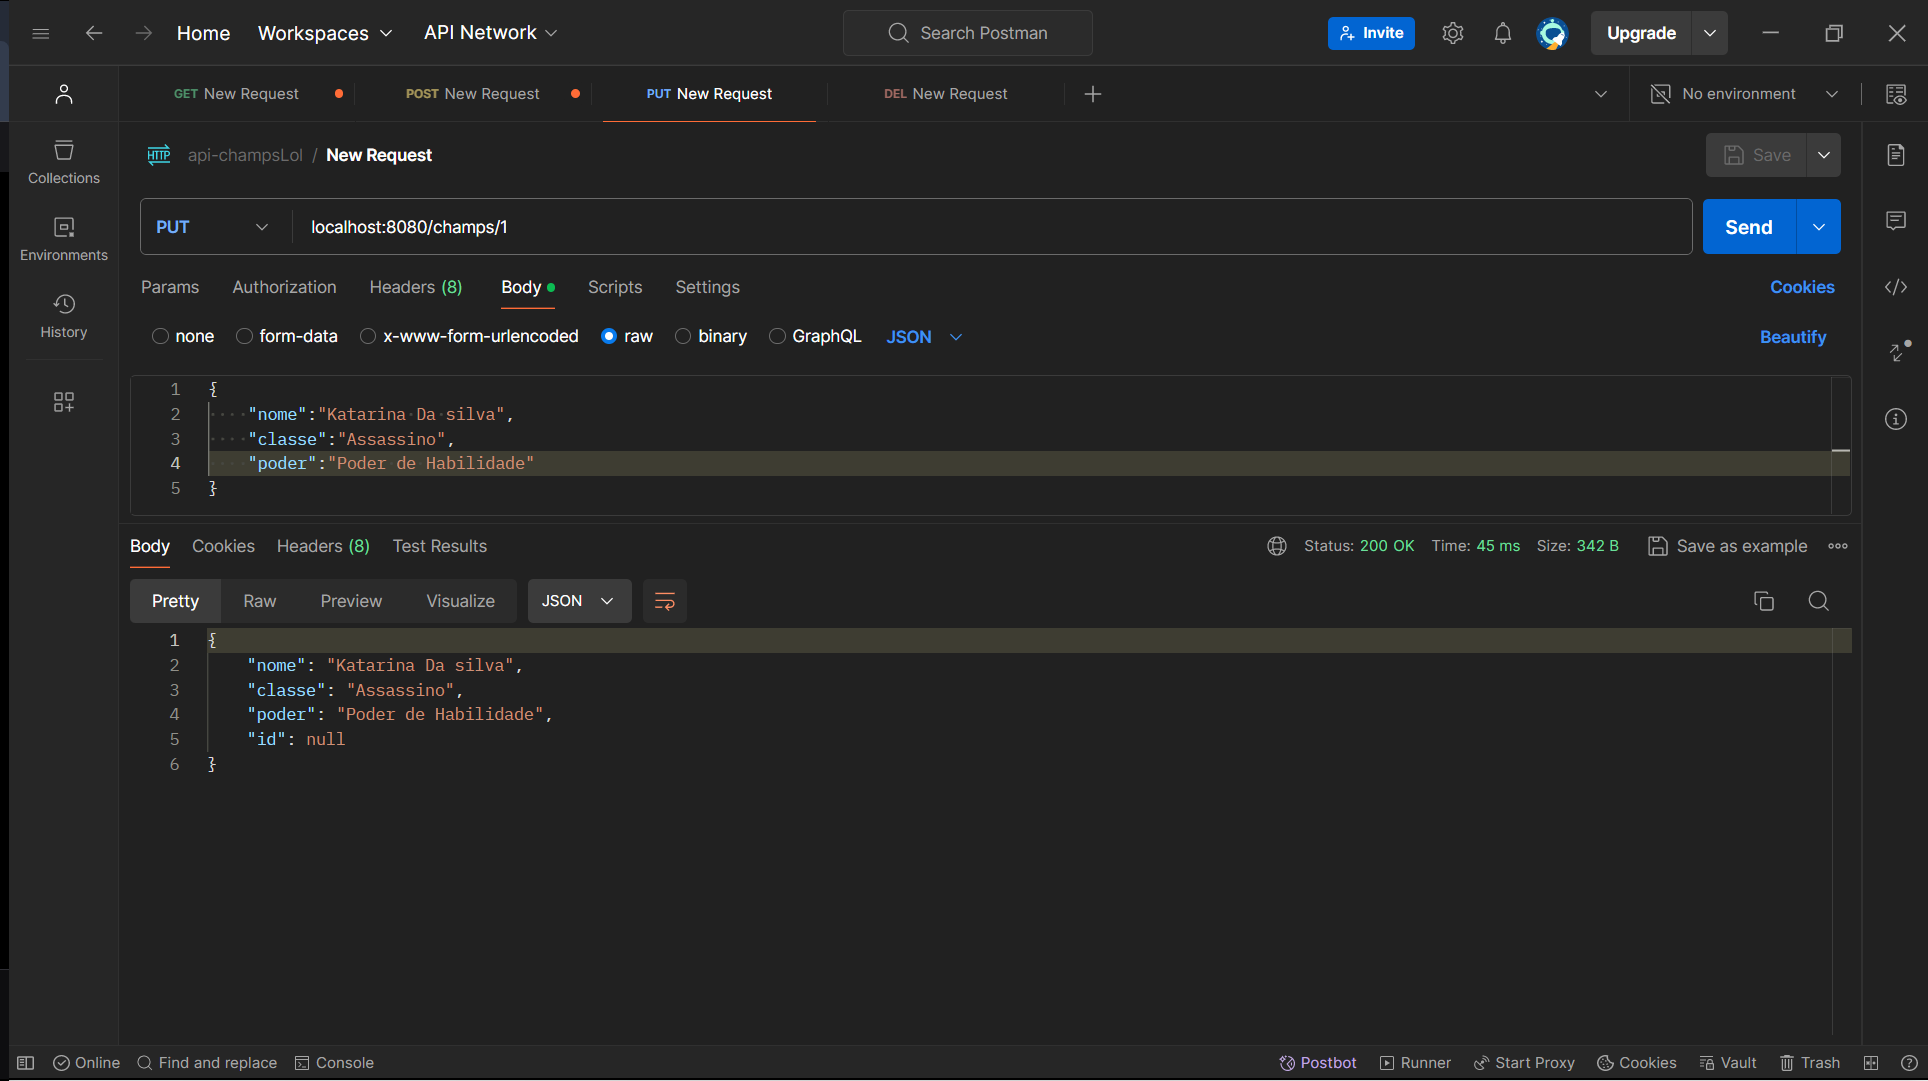 Home Workspaces API Network Search Postman Invite Upgrade
GET New Request POST New Request PUT New Request DEL New Request No environment
HTTP api-champsLol / New Request Save
Collections
Environments
History
PUT localhost:8080/champs/1 Send
Params Authorization Headers (8) Body Scripts Settings Cookies
none form-data x-www-form-urlencoded raw binary GraphQL JSON Beautify
1 {
2 "nome":"Katarina Da silva",
3 "classe":"Assassino",
4 "poder":"Poder de Habilidade"
5 }
Body Cookies Headers (8) Test Results Status: 200 OK Time: 45 ms Size: 342 B Save as example
Pretty Raw Preview Visualize JSON
1 {
2 "nome": "Katarina Da silva",
3 "classe": "Assassino",
4 "poder": "Poder de Habilidade",
5 "id": null
6 }
Online Find and replace Console Postbot Runner Start Proxy Cookies Vault Trash